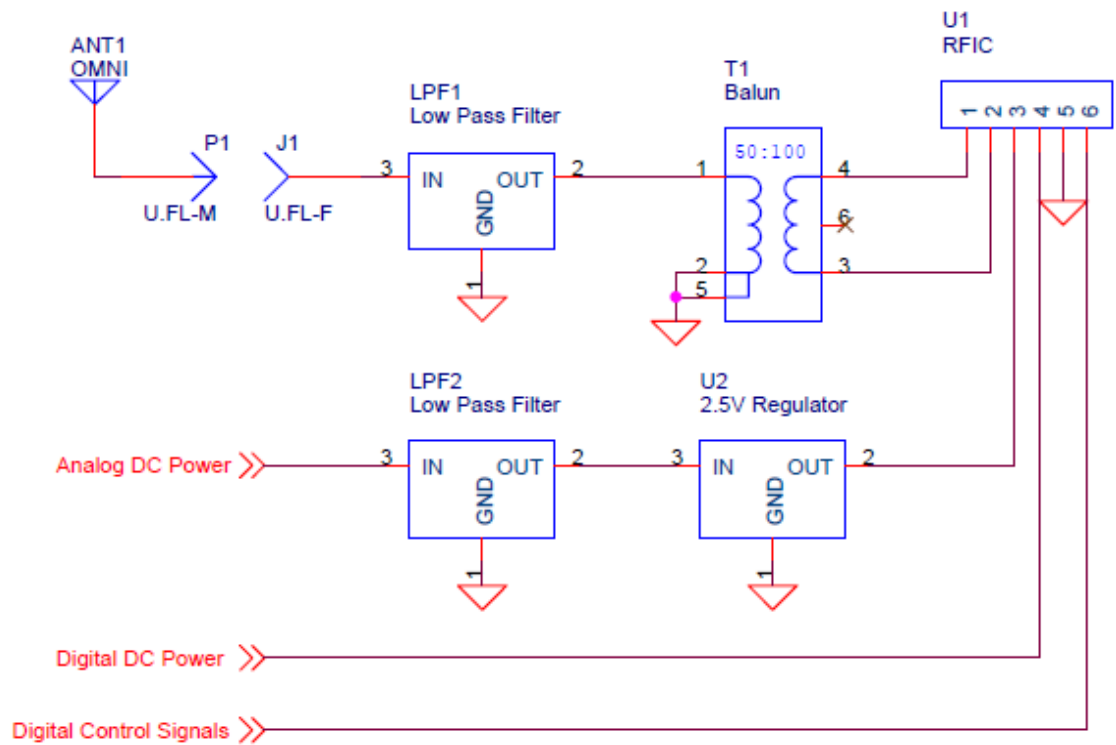 U1
RFIC
ANT1
OMNI
T1
Balun
LPF1
Low Pass Filter
1 2 3 4 5 6
P1 J1
50:100
3 IN OUT 2
1 4
U.FL-M U.FL-F
GND
6
2 3
1
5
LPF2
Low Pass Filter
U2
2.5V Regulator
Analog DC Power
3 IN OUT 2
3 IN OUT 2
GND
GND
1
1
Digital DC Power
Digital Control Signals